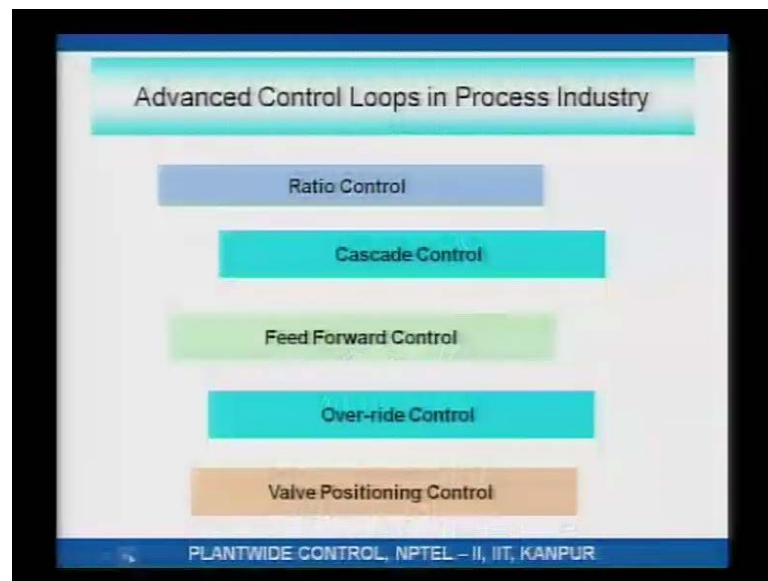 Advanced Control Loops in Process Industry
Ratio Control
Cascade Control
Feed Forward Control
Over-ride Control
Valve Positioning Control
PLANTWIDE CONTROL, NPTEL – II, IIT, KANPUR